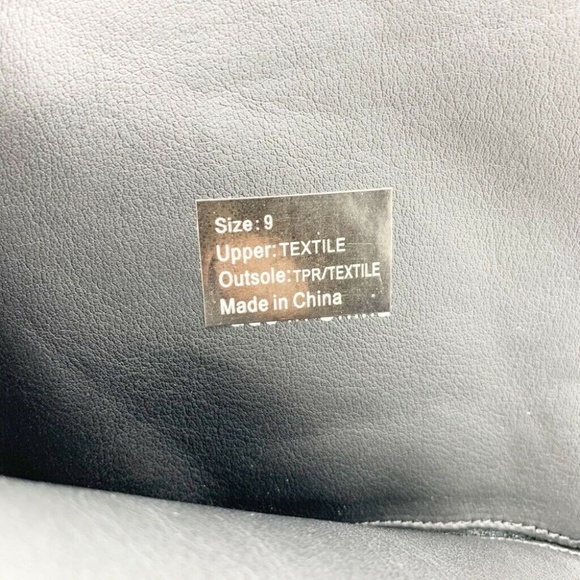 Size: 9
Upper: TEXTILE
Outsole: TPR/TEXTILE
Made in China